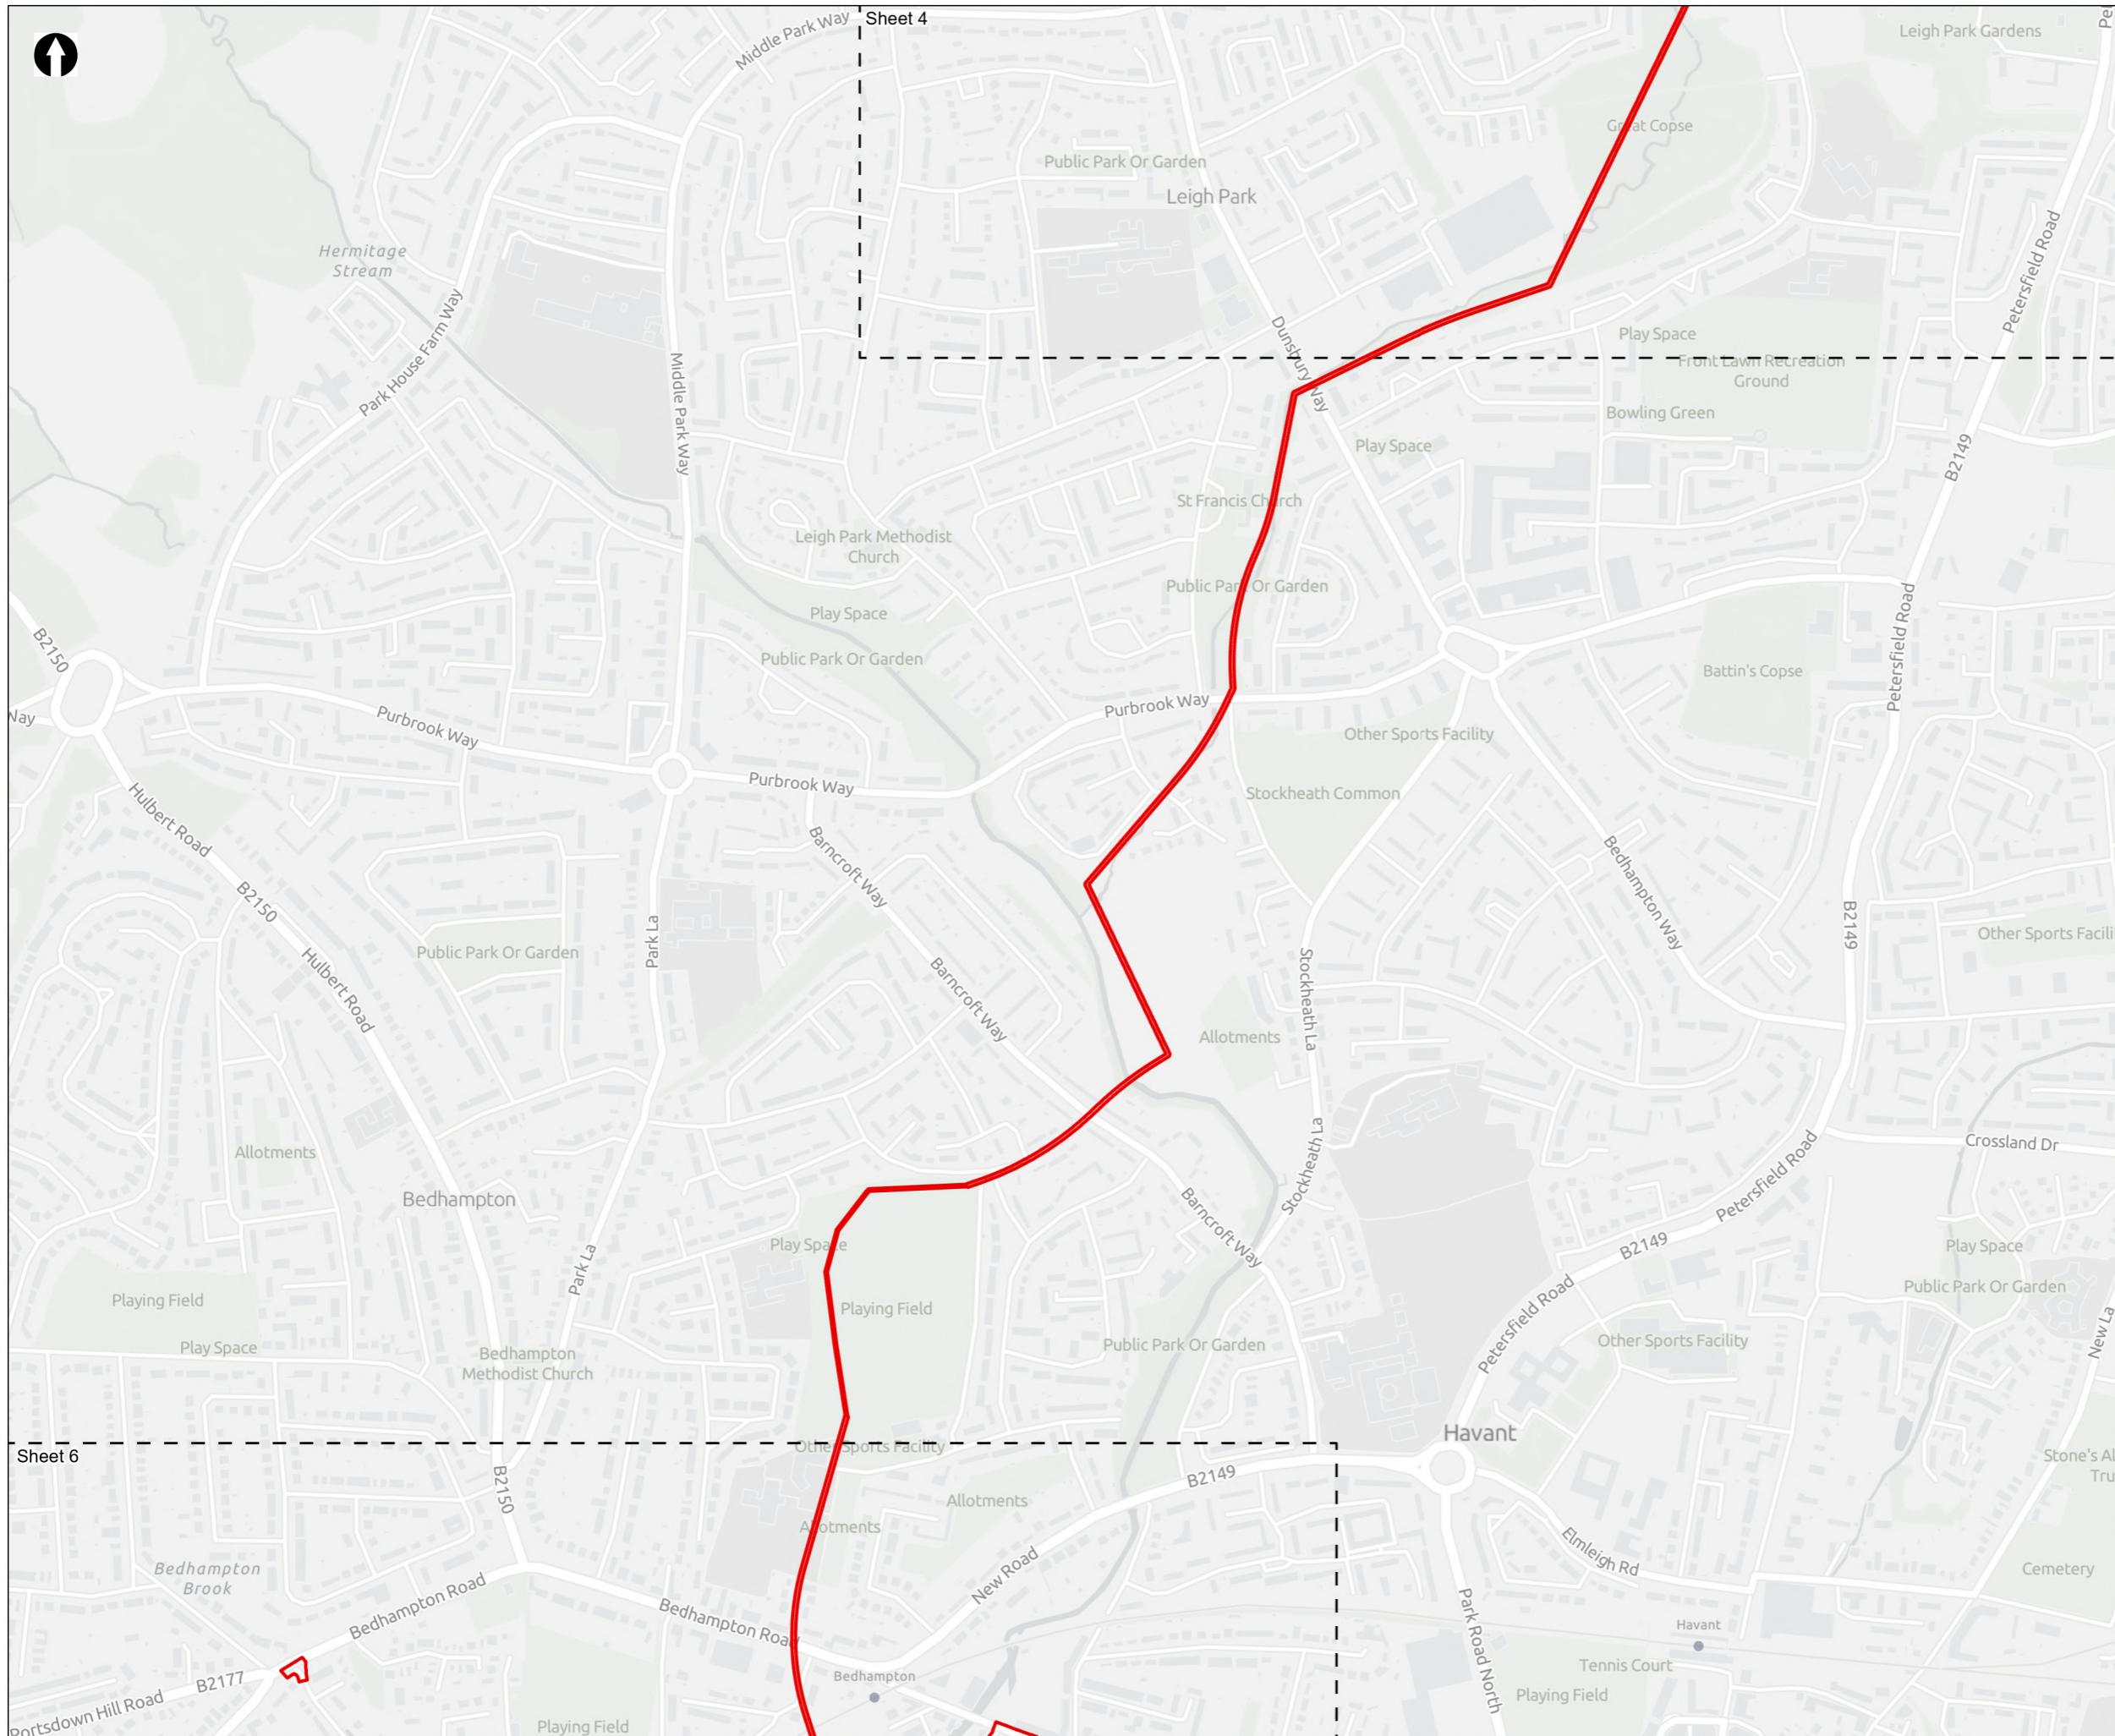 Sheet 4
Middle Park Way
Leigh Park Gardens
Great Copse
Public Park Or Garden
Leigh Park
Petersfield Road
Hermitage
Stream
Park House Farm Way
Dunsbury Way
Play Space
Front Lawn Recreation
Ground
Middle Park Way
Bowling Green
Play Space
B2149
St Francis Church
Leigh Park Methodist
Church
Public Park Or Garden
Play Space
B2150
Public Park Or Garden
Petersfield Road
Battin's Copse
Way
Purbrook Way
Purbrook Way
Other Sports Facility
Purbrook Way
Stockheath Common
Hulbert Road
Barncroft Way
Bedhampton Way
B2150
Park La
B2149
Other Sports Facili
Public Park Or Garden
Hulbert Road
Barncroft Way
Stockheath La
Allotments
Allotments
Stockheath La
Crossland Dr
Petersfield Road
Bedhampton
Barncroft Way
Play Space
B2149
Play Space
Park La
Public Park Or Garden
Playing Field
Playing Field
Petersfield Road
New La
Play Space
Public Park Or Garden
Other Sports Facility
Bedhampton
Methodist Church
Havant
Sheet 6
Other Sports Facility
Stone's Al
Tru
B2150
B2149
Allotments
Allotments
Elmleigh Rd
Bedhampton
Brook
Cemetery
New Road
Bedhampton Road
Bedhampton Road
Park Road North
Havant
Tennis Court
Bedhampton
B2177
Playing Field
Portsdown Hill Road
Playing Field